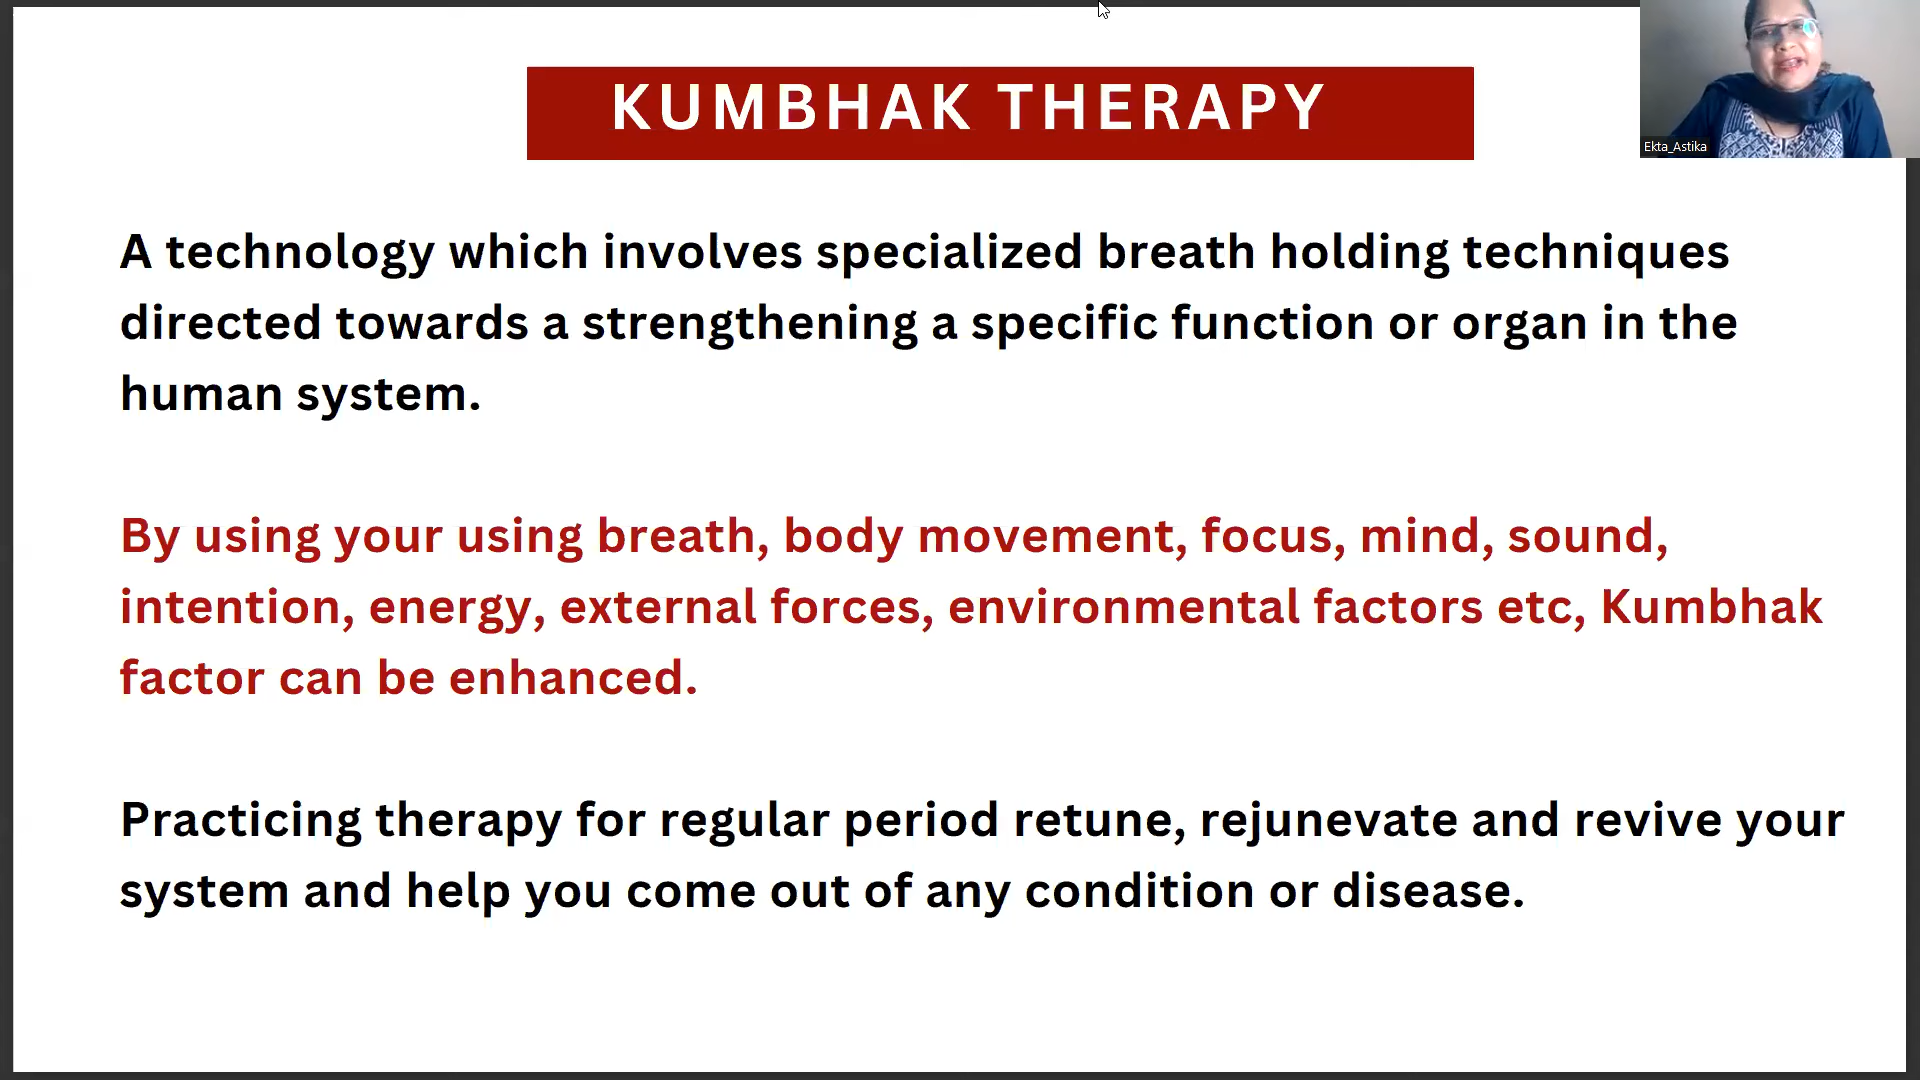 KUMBHAK THERAPY
Ekta_Astika
A technology which involves specialized breath holding techniques
directed towards a strengthening a specific function or organ in the
human system.
By using your using breath, body movement, focus, mind, sound,
intention, energy, external forces, environmental factors etc, Kumbhak
factor can be enhanced.
Practicing therapy for regular period retune, rejunevate and revive your
system and help you come out of any condition or disease.